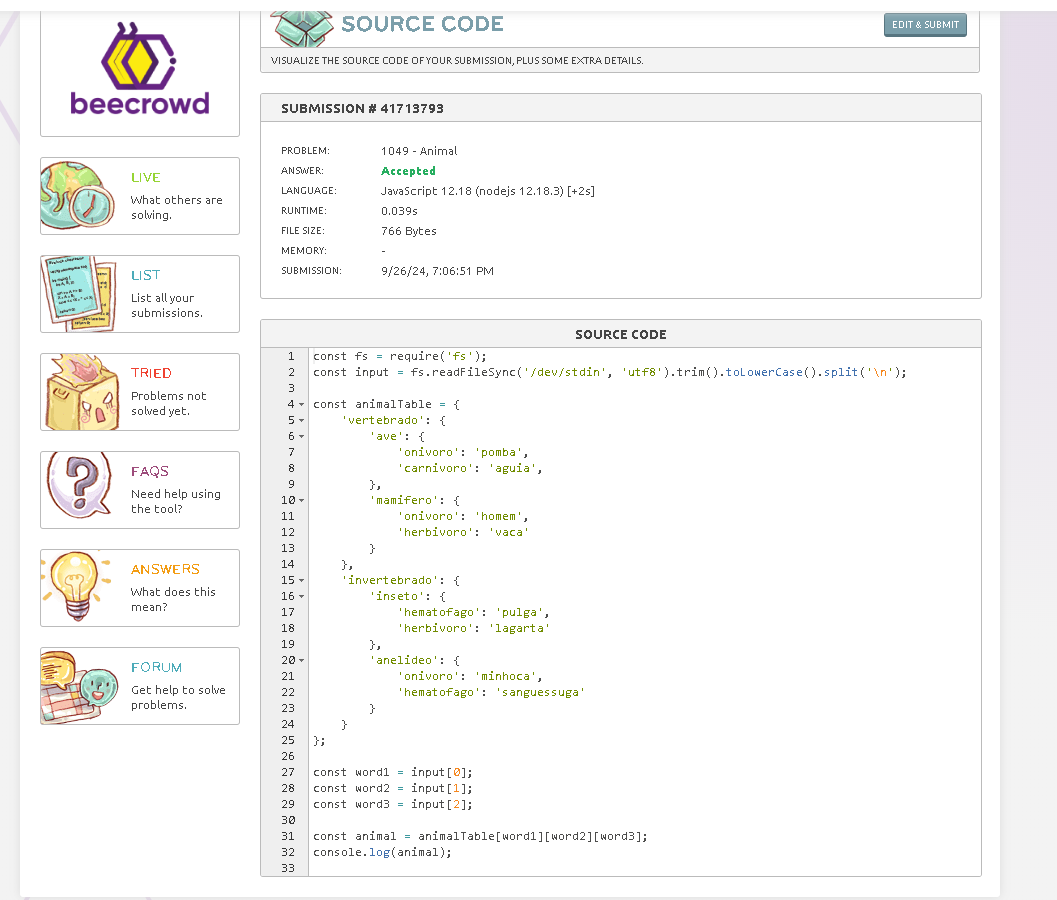 beecrowd
LIVE
What others are
solving.
LIST
List all your
submissions.
TRIED
Problems not
solved yet.
FAQS
Need help using
the tool?
ANSWERS
What does this
mean?
FORUM
Get help to solve
problems.
SOURCE CODE
EDIT & SUBMIT
VISUALIZE THE SOURCE CODE OF YOUR SUBMISSION, PLUS SOME EXTRA DETAILS.
SUBMISSION # 41713793
PROBLEM: 1049 - Animal
ANSWER: Accepted
LANGUAGE: JavaScript 12.18 (nodejs 12.18.3) [+2s]
RUNTIME: 0.039s
FILE SIZE: 766 Bytes
MEMORY: -
SUBMISSION: 9/26/24, 7:06:51 PM
SOURCE CODE
1 const fs = require('fs');
2 const input = fs.readFileSync('/dev/stdin', 'utf8').trim().toLowerCase().split('\n');
3
4 const animalTable = {
5     'vertebrado': {
6         'ave': {
7             'onivoro': 'pomba',
8             'carnivoro': 'aguia',
9         },
10         'mamifero': {
11             'onivoro': 'homem',
12             'herbivoro': 'vaca'
13         }
14     },
15     'invertebrado': {
16         'inseto': {
17             'hematofago': 'pulga',
18             'herbivoro': 'lagarta'
19         },
20         'anelideo': {
21             'onivoro': 'minhoca',
22             'hematofago': 'sanguessuga'
23         }
24     }
25 };
26
27 const word1 = input[0];
28 const word2 = input[1];
29 const word3 = input[2];
30
31 const animal = animalTable[word1][word2][word3];
32 console.log(animal);
33